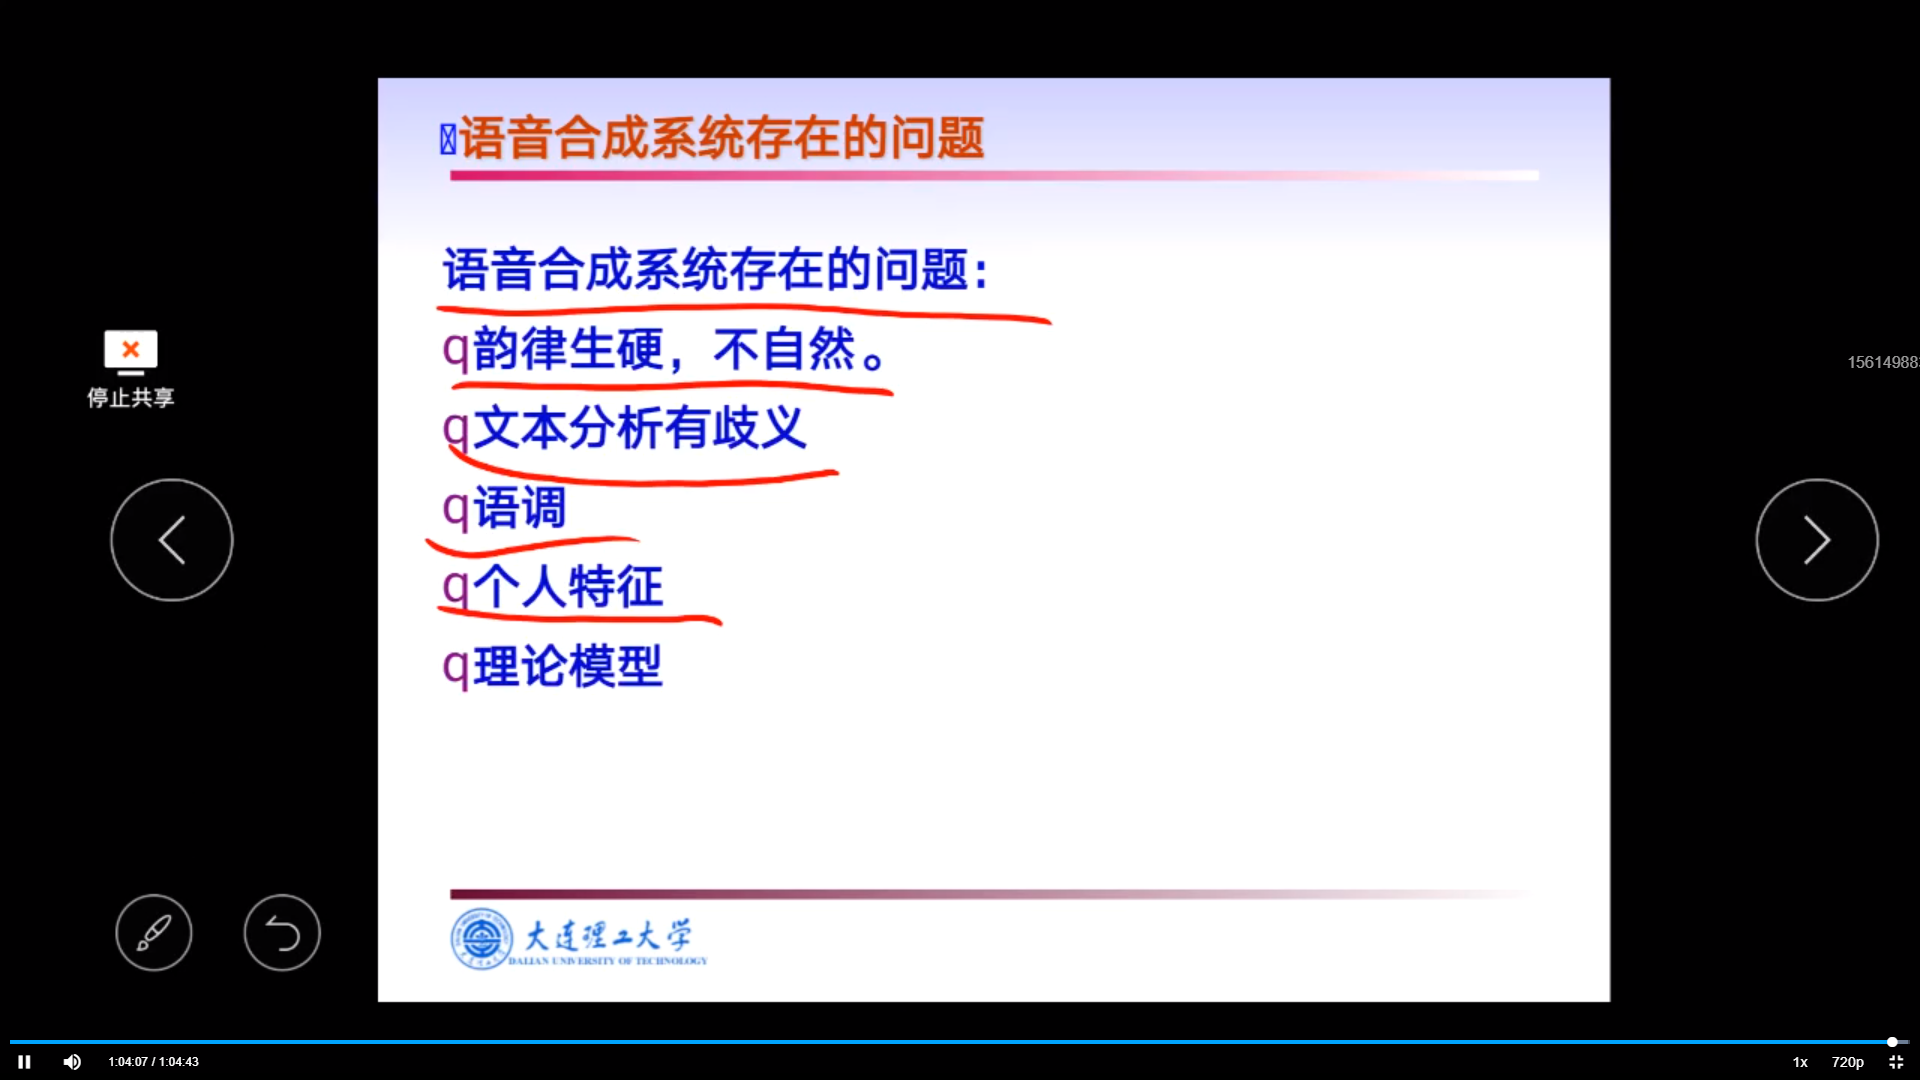 语音合成系统存在的问题
语音合成系统存在的问题：
q韵律生硬，不自然。
q文本分析有歧义
q语调
q个人特征
q理论模型
停止共享
15614988
大连理工大学
DALIAN UNIVERSITY OF TECHNOLOGY
1:04:07 / 1:04:43
1x
720p